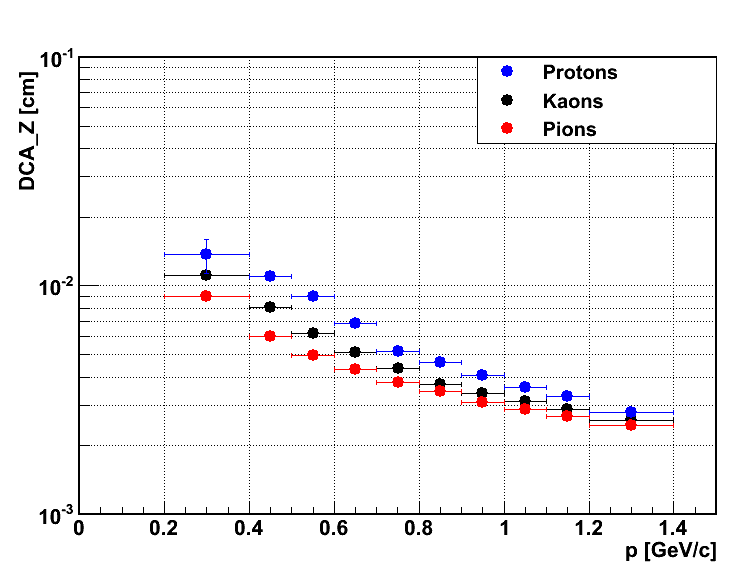 10-1
DCA_Z [cm]
Protons
Kaons
Pions
10-2
10-3
0 0.2 0.4 0.6 0.8 1 1.2 1.4
p [GeV/c]